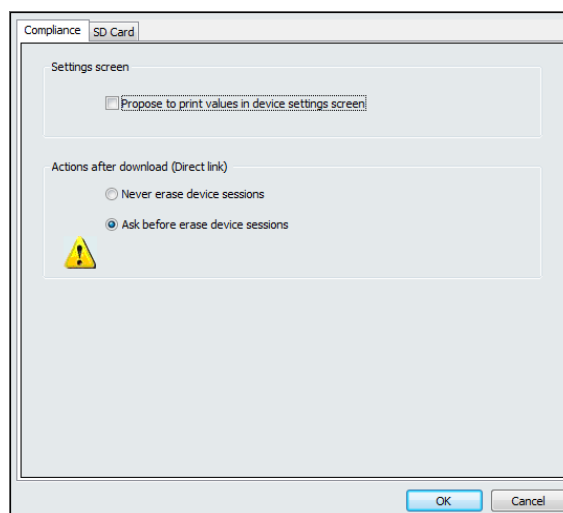 Compliance SD Card
Settings screen
Propose to print values in device settings screen
Actions after download (Direct link)
Never erase device sessions
Ask before erase device sessions
OK Cancel